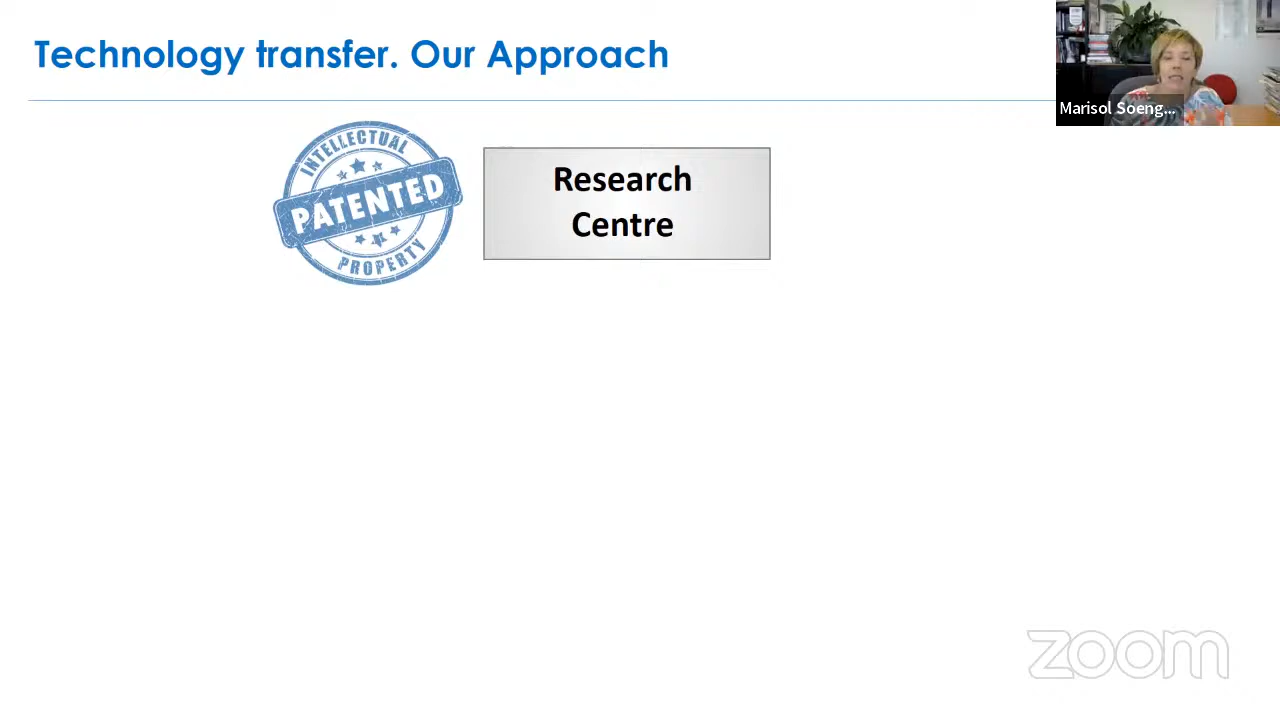 Technology transfer. Our Approach
Marisol Soeng...
INTELLECTUAL
PATENTED
PROPERTY
Research
Centre
zoom